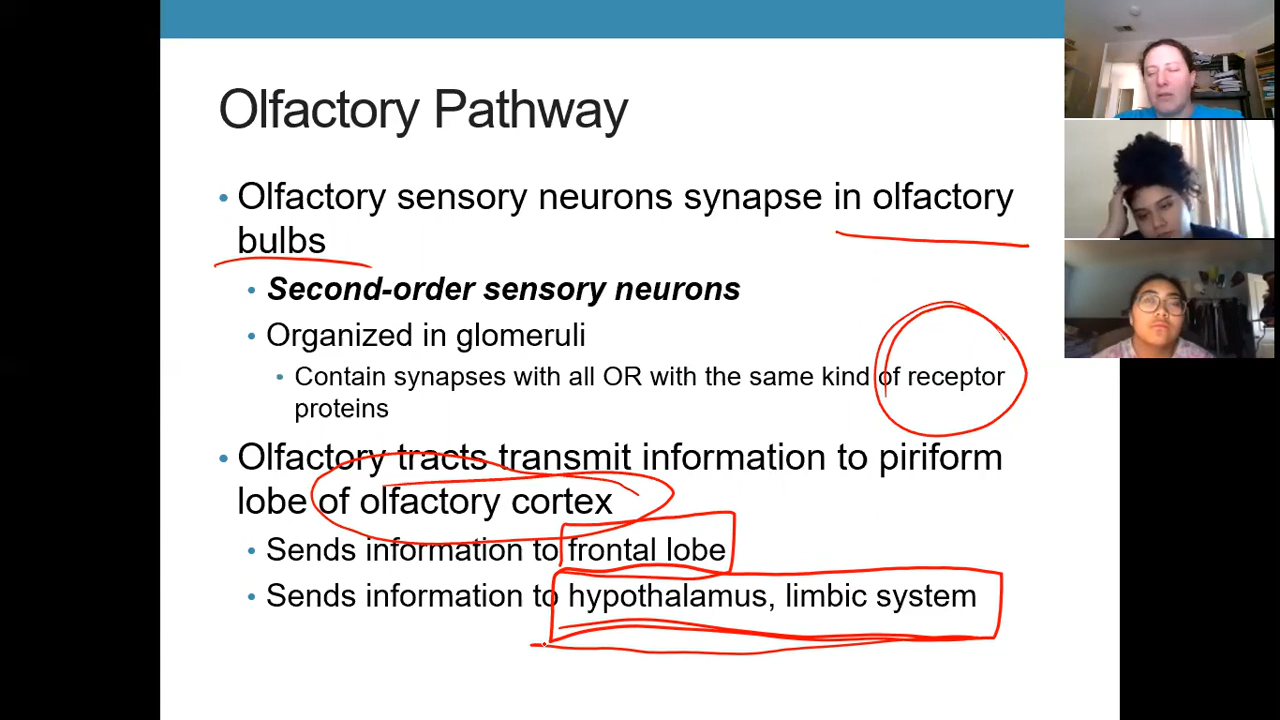 Olfactory Pathway
• Olfactory sensory neurons synapse in olfactory
bulbs
• Second-order sensory neurons
• Organized in glomeruli
• Contain synapses with all OR with the same kind of receptor
proteins
• Olfactory tracts transmit information to piriform
lobe of olfactory cortex
• Sends information to frontal lobe
• Sends information to hypothalamus, limbic system